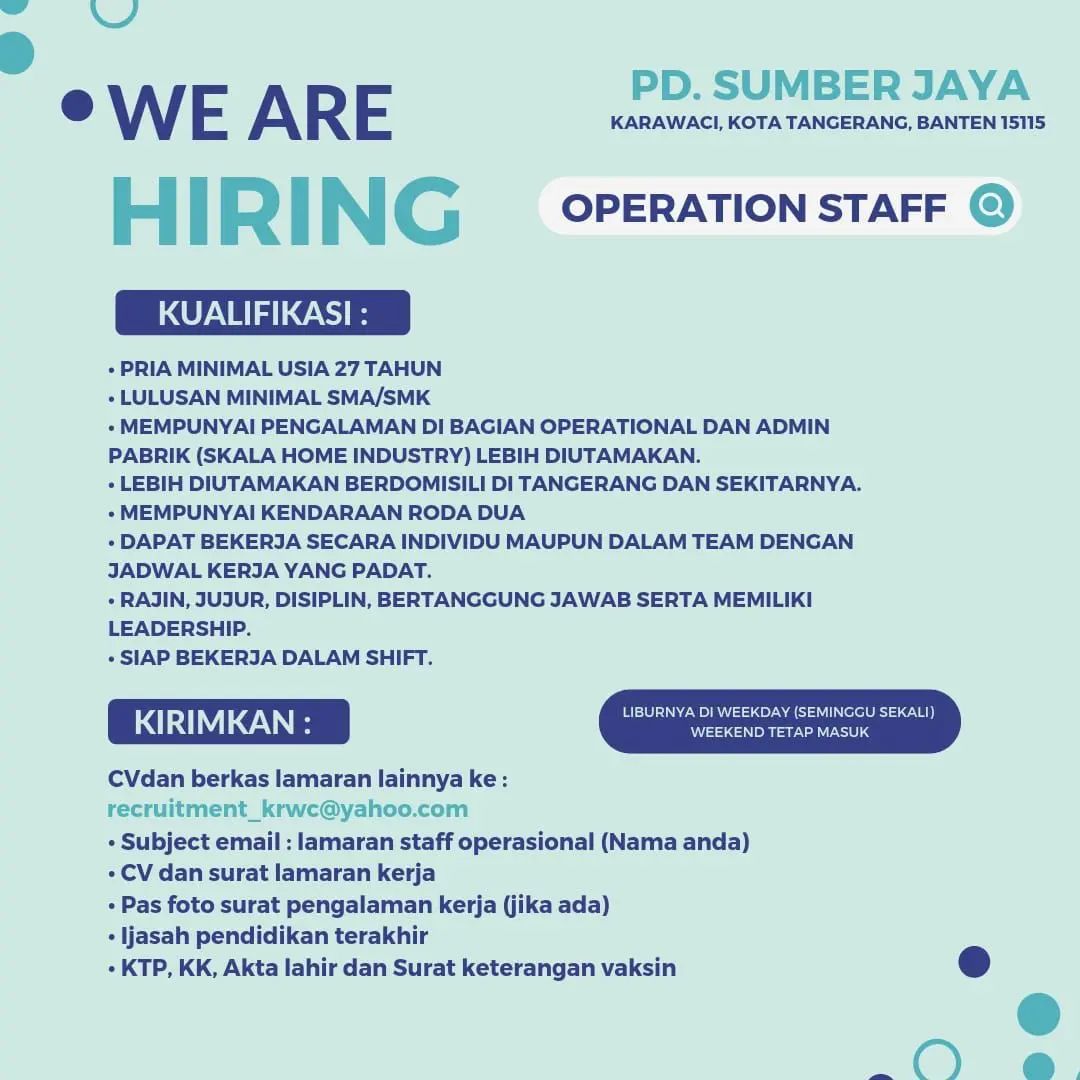 WE ARE
HIRING
PD. SUMBER JAYA
KARAWACI, KOTA TANGERANG, BANTEN 15115
OPERATION STAFF
KUALIFIKASI :
• PRIA MINIMAL USIA 27 TAHUN
• LULUSAN MINIMAL SMA/SMK
• MEMPUNYAI PENGALAMAN DI BAGIAN OPERATIONAL DAN ADMIN
PABRIK (SKALA HOME INDUSTRY) LEBIH DIUTAMAKAN.
• LEBIH DIUTAMAKAN BERDOMISILI DI TANGERANG DAN SEKITARNYA.
• MEMPUNYAI KENDARAAN RODA DUA
• DAPAT BEKERJA SECARA INDIVIDU MAUPUN DALAM TEAM DENGAN
JADWAL KERJA YANG PADAT.
• RAJIN, JUJUR, DISIPLIN, BERTANGGUNG JAWAB SERTA MEMILIKI
LEADERSHIP.
• SIAP BEKERJA DALAM SHIFT.
KIRIMKAN :
LIBURNYA DI WEEKDAY (SEMINGGU SEKALI)
WEEKEND TETAP MASUK
CVdan berkas lamaran lainnya ke :
recruitment_krwc@yahoo.com
• Subject email : lamaran staff operasional (Nama anda)
• CV dan surat lamaran kerja
• Pas foto surat pengalaman kerja (jika ada)
• Ijasah pendidikan terakhir
• KTP, KK, Akta lahir dan Surat keterangan vaksin